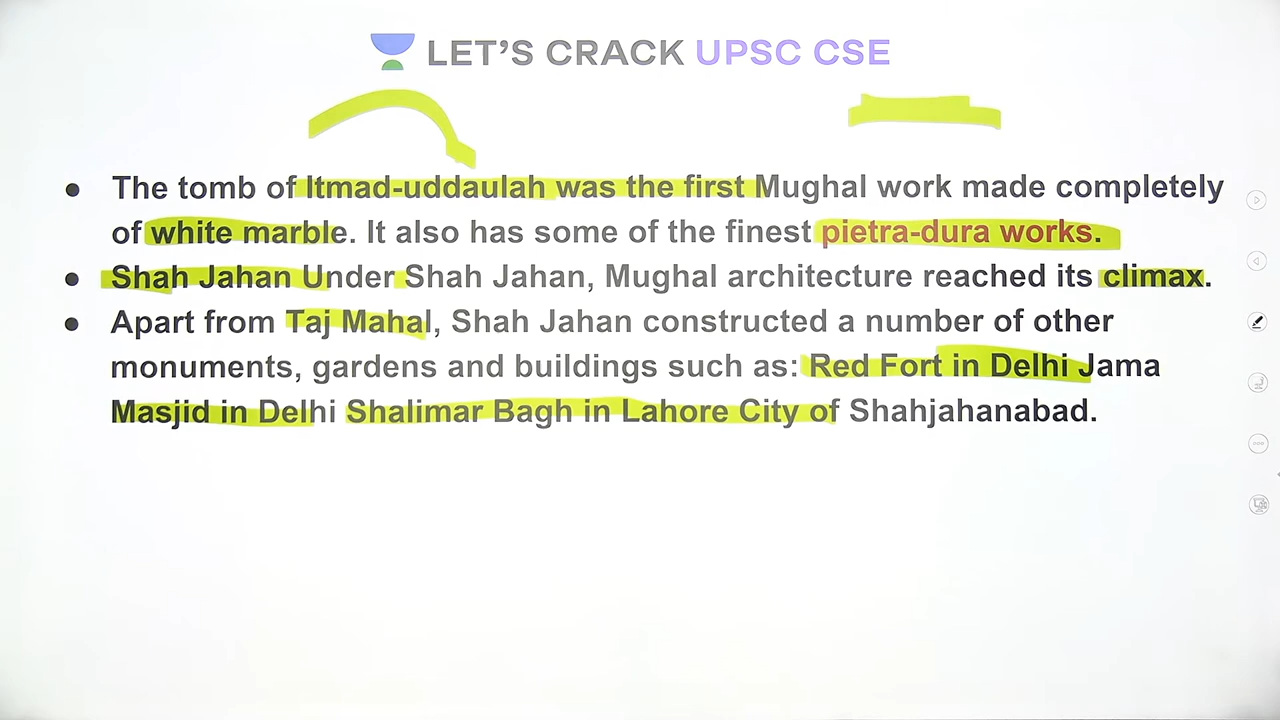 LET'S CRACK UPSC CSE
● The tomb of Itmad-uddaulah was the first Mughal work made completely
of white marble. It also has some of the finest pietra-dura works.
● Shah Jahan Under Shah Jahan, Mughal architecture reached its climax.
● Apart from Taj Mahal, Shah Jahan constructed a number of other
monuments, gardens and buildings such as: Red Fort in Delhi Jama
Masjid in Delhi Shalimar Bagh in Lahore City of Shahjahanabad.